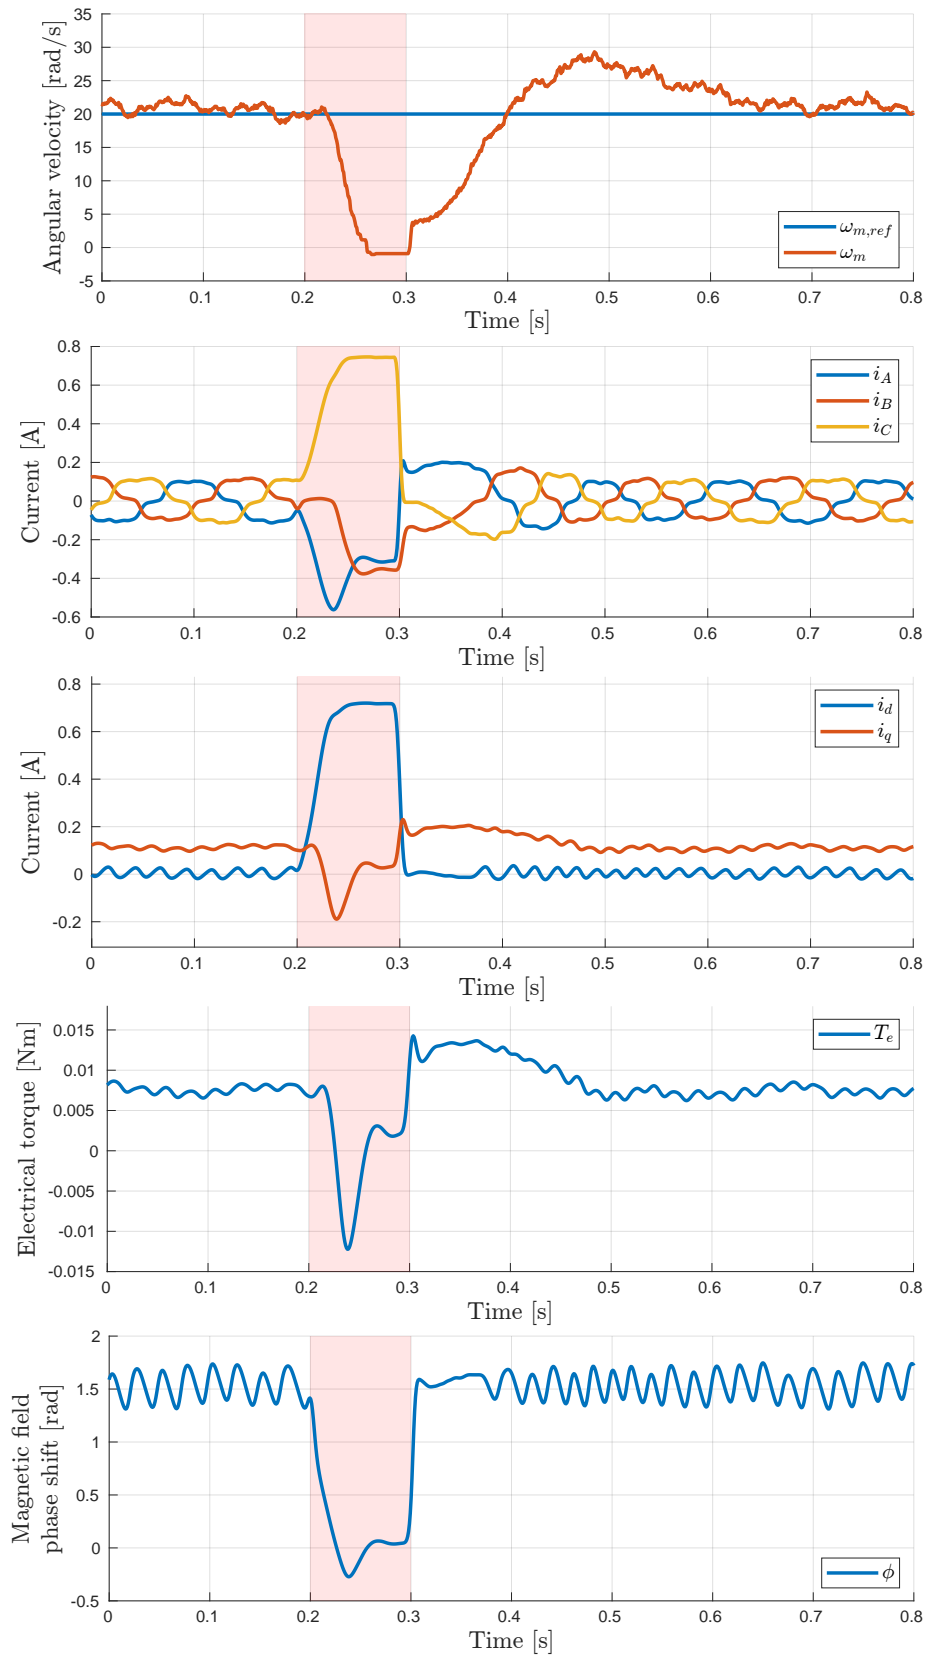 Angular velocity [rad/s]
35
30
25
20
15
10
5
0
-5
ω_{m,ref}
ω_m
0 0.1 0.2 0.3 0.4 0.5 0.6 0.7 0.8
Time [s]
Current [A]
0.8
0.6
0.4
0.2
0
-0.2
-0.4
-0.6
i_A
i_B
i_C
0 0.1 0.2 0.3 0.4 0.5 0.6 0.7 0.8
Time [s]
Current [A]
0.8
0.6
0.4
0.2
0
-0.2
i_d
i_q
0 0.1 0.2 0.3 0.4 0.5 0.6 0.7 0.8
Time [s]
Electrical torque [Nm]
0.015
0.01
0.005
0
-0.005
-0.01
-0.015
T_e
0 0.1 0.2 0.3 0.4 0.5 0.6 0.7 0.8
Time [s]
Magnetic field
phase shift [rad]
2
1.5
1
0.5
0
-0.5
ϕ
0 0.1 0.2 0.3 0.4 0.5 0.6 0.7 0.8
Time [s]